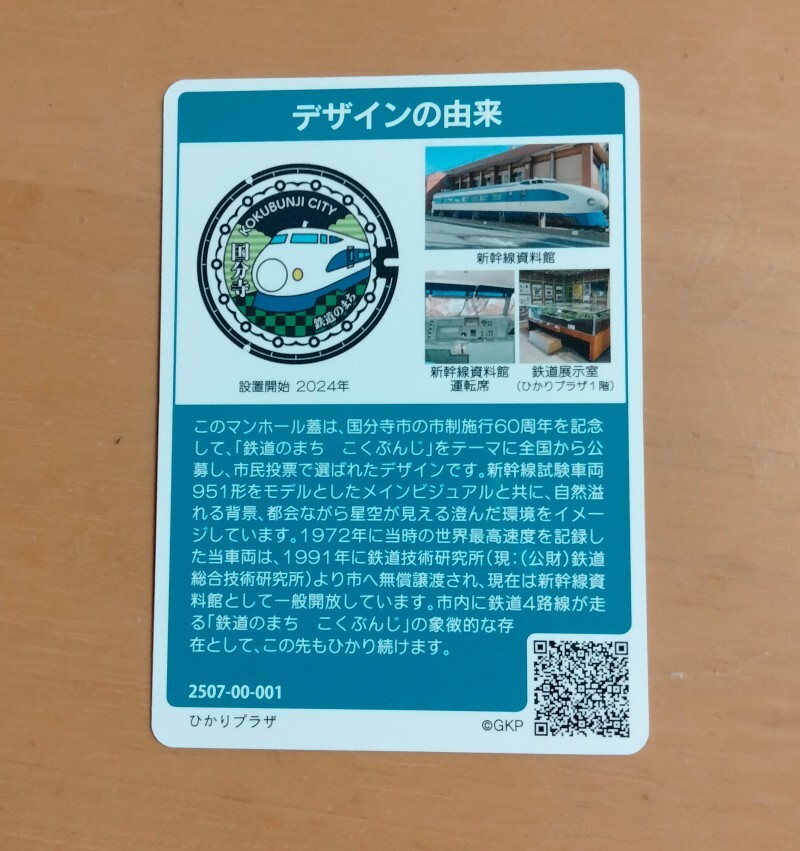 デザインの由来
KOKUBUNJI CITY
国分寺
鉄道のまち
設置開始 2024年
新幹線資料館
新幹線資料館
運転席
鉄道展示室
(ひかりプラザ1階)
このマンホール蓋は、国分寺市の市制施行60周年を記念
して、「鉄道のまち　こくぶんじ」をテーマに全国から公
募し、市民投票で選ばれたデザインです。新幹線試験車両
951形をモデルとしたメインビジュアルと共に、自然溢
れる背景、都会ながら星空が見える澄んだ環境をイメー
ジしています。1972年に当時の世界最高速度を記録し
た当車両は、1991年に鉄道技術研究所(現:(公財)鉄道
総合技術研究所)より市へ無償譲渡され、現在は新幹線資
料館として一般開放しています。市内に鉄道4路線が走
る「鉄道のまち　こくぶんじ」の象徴的な存
在として、この先もひかり続けます。
2507-00-001
ひかりプラザ
©GKP